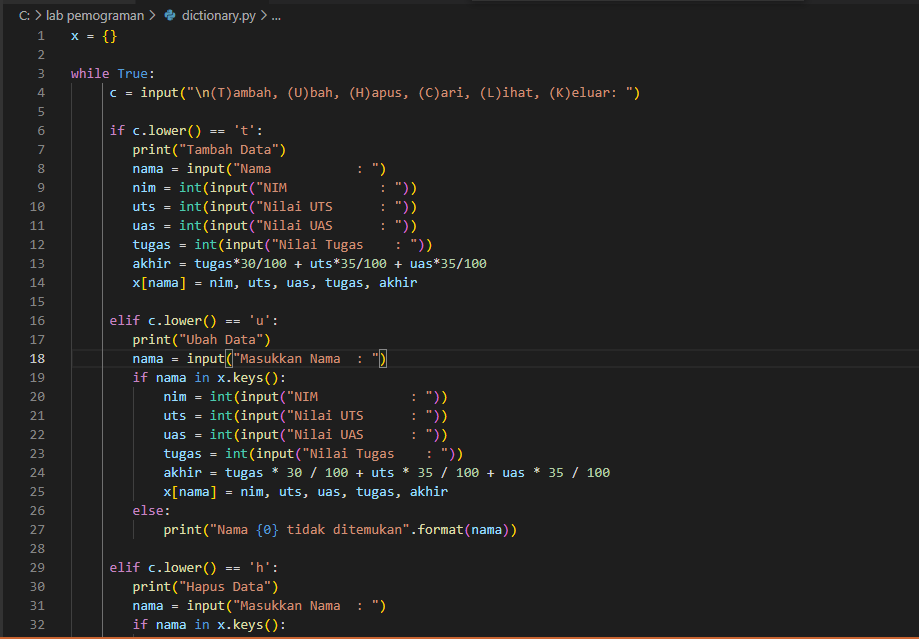 C: > lab pemograman > dictionary.py > ...
1 x = {}
2
3 while True:
4     c = input("\n(T)ambah, (U)bah, (H)apus, (C)ari, (L)ihat, (K)eluar: ")
5
6     if c.lower() == 't':
7        print("Tambah Data")
8        nama = input("Nama           : ")
9        nim = int(input("NIM            : "))
10        uts = int(input("Nilai UTS      : "))
11        uas = int(input("Nilai UAS      : "))
12        tugas = int(input("Nilai Tugas    : "))
13        akhir = tugas*30/100 + uts*35/100 + uas*35/100
14        x[nama] = nim, uts, uas, tugas, akhir
15
16     elif c.lower() == 'u':
17        print("Ubah Data")
18        nama = input("Masukkan Nama  : ")
19        if nama in x.keys():
20            nim = int(input("NIM            : "))
21            uts = int(input("Nilai UTS      : "))
22            uas = int(input("Nilai UAS      : "))
23            tugas = int(input("Nilai Tugas    : "))
24            akhir = tugas * 30 / 100 + uts * 35 / 100 + uas * 35 / 100
25            x[nama] = nim, uts, uas, tugas, akhir
26        else:
27            print("Nama {0} tidak ditemukan".format(nama))
28
29     elif c.lower() == 'h':
30        print("Hapus Data")
31        nama = input("Masukkan Nama  : ")
32        if nama in x.keys():